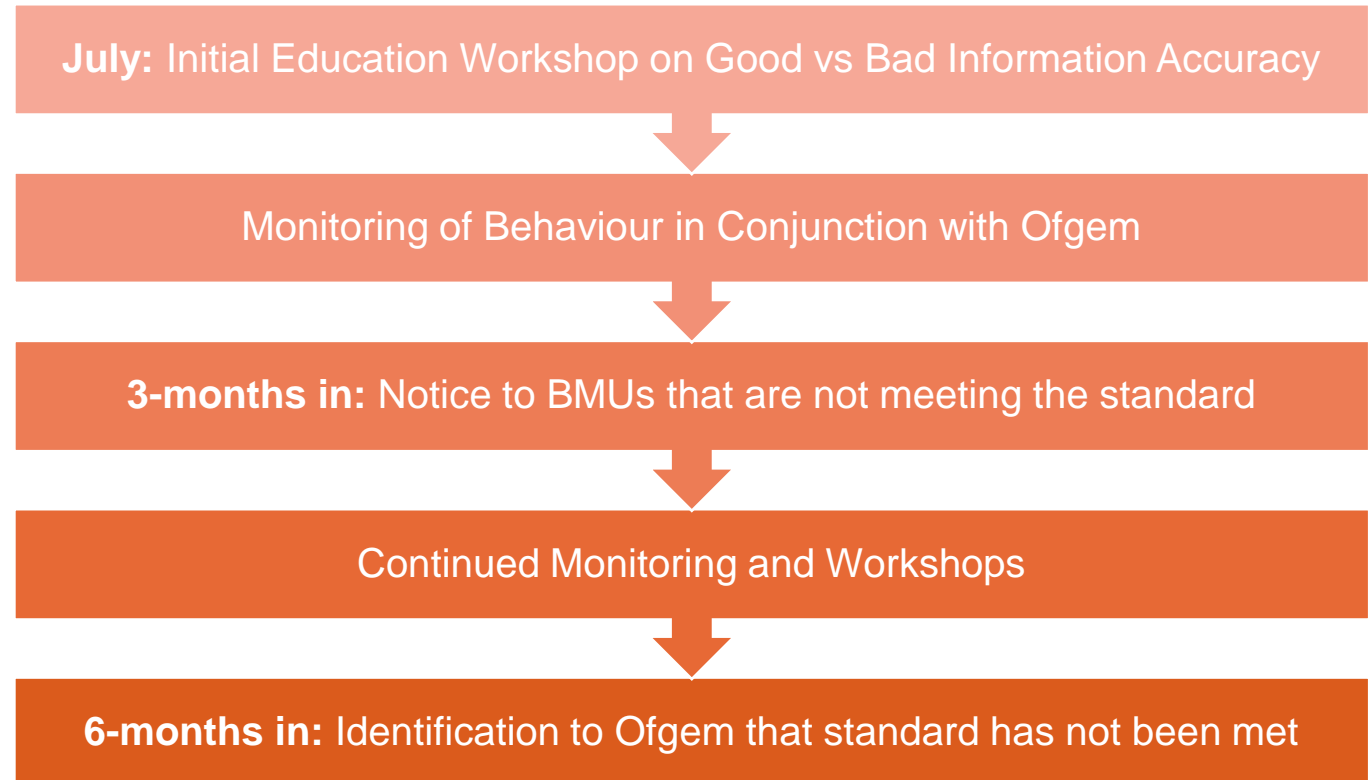 July: Initial Education Workshop on Good vs Bad Information Accuracy
Monitoring of Behaviour in Conjunction with Ofgem
3-months in: Notice to BMUs that are not meeting the standard
Continued Monitoring and Workshops
6-months in: Identification to Ofgem that standard has not been met